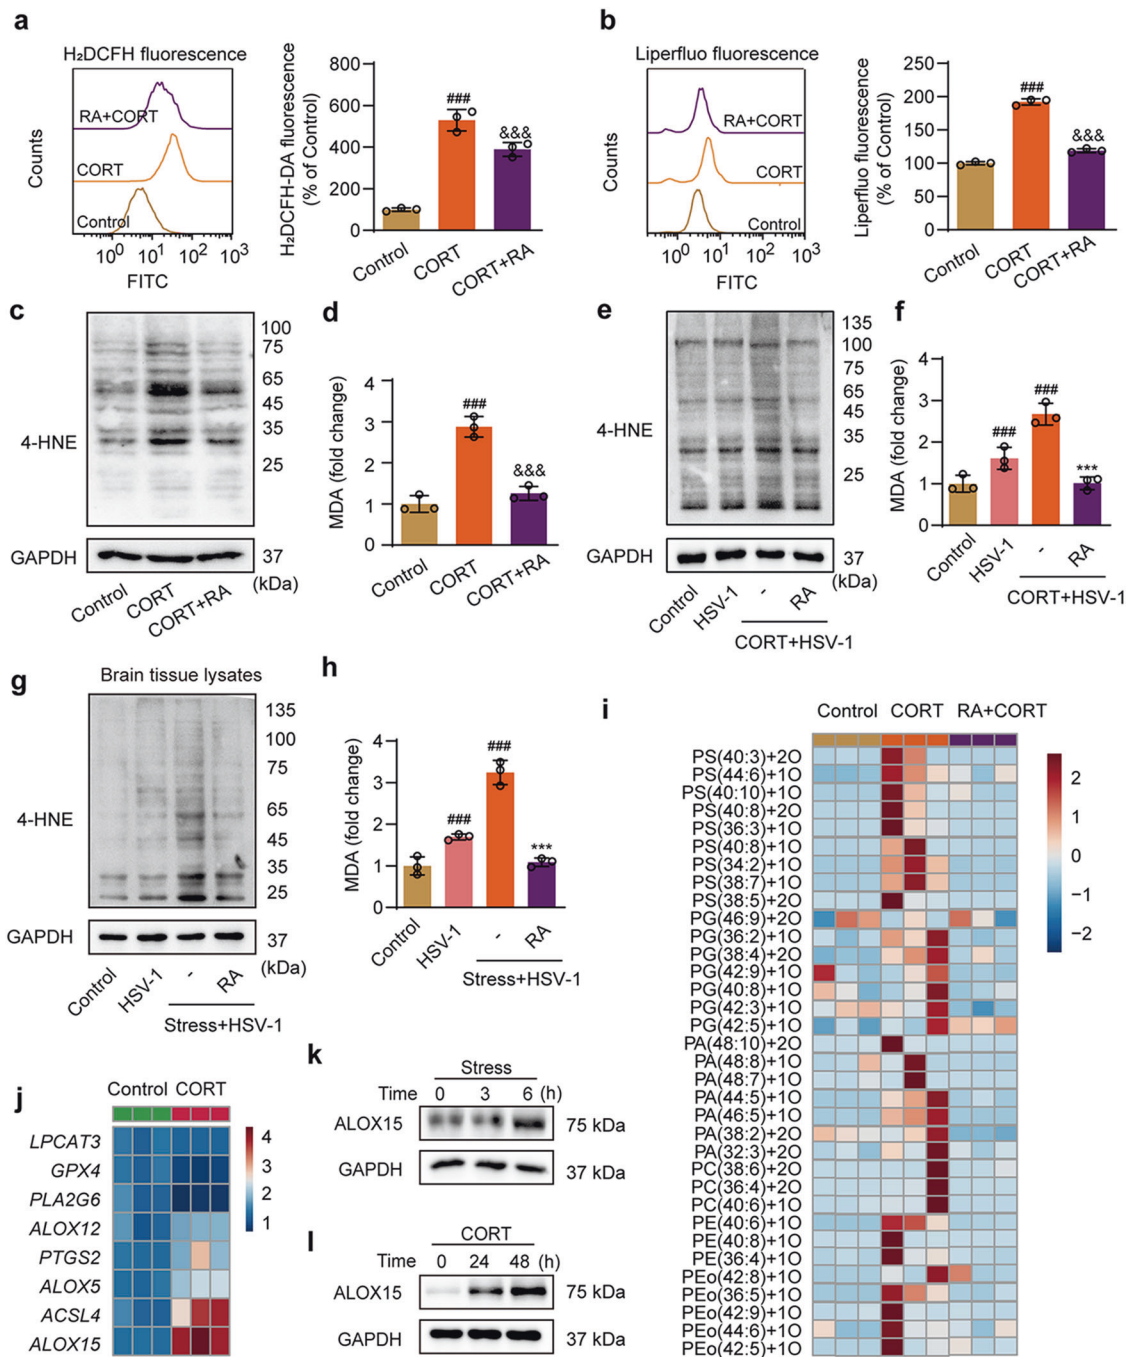 a
H₂DCFH fluorescence
RA+CORT
CORT
Control
Counts
10⁰ 10¹ 10² 10³
FITC
H₂DCFH-DA fluorescence
(% of Control)
800
600
400
200
0
###
&&&
Control
CORT
CORT+RA
b
Liperfluo fluorescence
RA+CORT
CORT
Control
Counts
10⁰ 10¹ 10² 10³
FITC
Liperfluo fluorescence
(% of Control)
250
200
150
100
50
0
###
&&&
Control
CORT
CORT+RA
c
4-HNE
100
75
65
45
35
25
GAPDH
37
(kDa)
Control
CORT
CORT+RA
d
MDA (fold change)
4
3
2
1
0
###
&&&
Control
CORT
CORT+RA
e
4-HNE
135
100
75
65
45
35
25
GAPDH
37
(kDa)
Control
HSV-1
-
RA
CORT+HSV-1
f
MDA (fold change)
4
3
2
1
0
###
###
***
Control
HSV-1
-
RA
CORT+HSV-1
g
Brain tissue lysates
4-HNE
135
100
75
65
45
35
25
GAPDH
37
(kDa)
Control
HSV-1
-
RA
Stress+HSV-1
h
MDA (fold change)
4
3
2
1
0
###
###
***
Control
HSV-1
-
RA
Stress+HSV-1
i
Control CORT RA+CORT
PS(40:3)+2O
PS(44:6)+1O
PS(40:10)+1O
PS(40:8)+2O
PS(36:3)+1O
PS(40:8)+1O
PS(34:2)+1O
PS(38:7)+1O
PS(38:5)+2O
PG(46:9)+2O
PG(36:2)+1O
PG(38:4)+2O
PG(42:9)+1O
PG(40:8)+1O
PG(42:3)+1O
PG(42:5)+1O
PA(48:10)+2O
PA(48:8)+1O
PA(48:7)+1O
PA(44:5)+1O
PA(46:5)+1O
PA(38:2)+2O
PA(32:3)+2O
PC(38:6)+2O
PC(36:4)+2O
PC(40:6)+1O
PE(40:6)+1O
PE(40:8)+1O
PE(36:4)+1O
PEo(42:8)+1O
PEo(36:5)+1O
PEo(42:9)+1O
PEo(44:6)+1O
PEo(42:5)+1O
2
1
0
−1
−2
j
Control CORT
LPCAT3
GPX4
PLA2G6
ALOX12
PTGS2
ALOX5
ACSL4
ALOX15
4
3
2
1
k
Stress
Time 0 3 6 (h)
ALOX15 75 kDa
GAPDH 37 kDa
l
CORT
Time 0 24 48 (h)
ALOX15 75 kDa
GAPDH 37 kDa